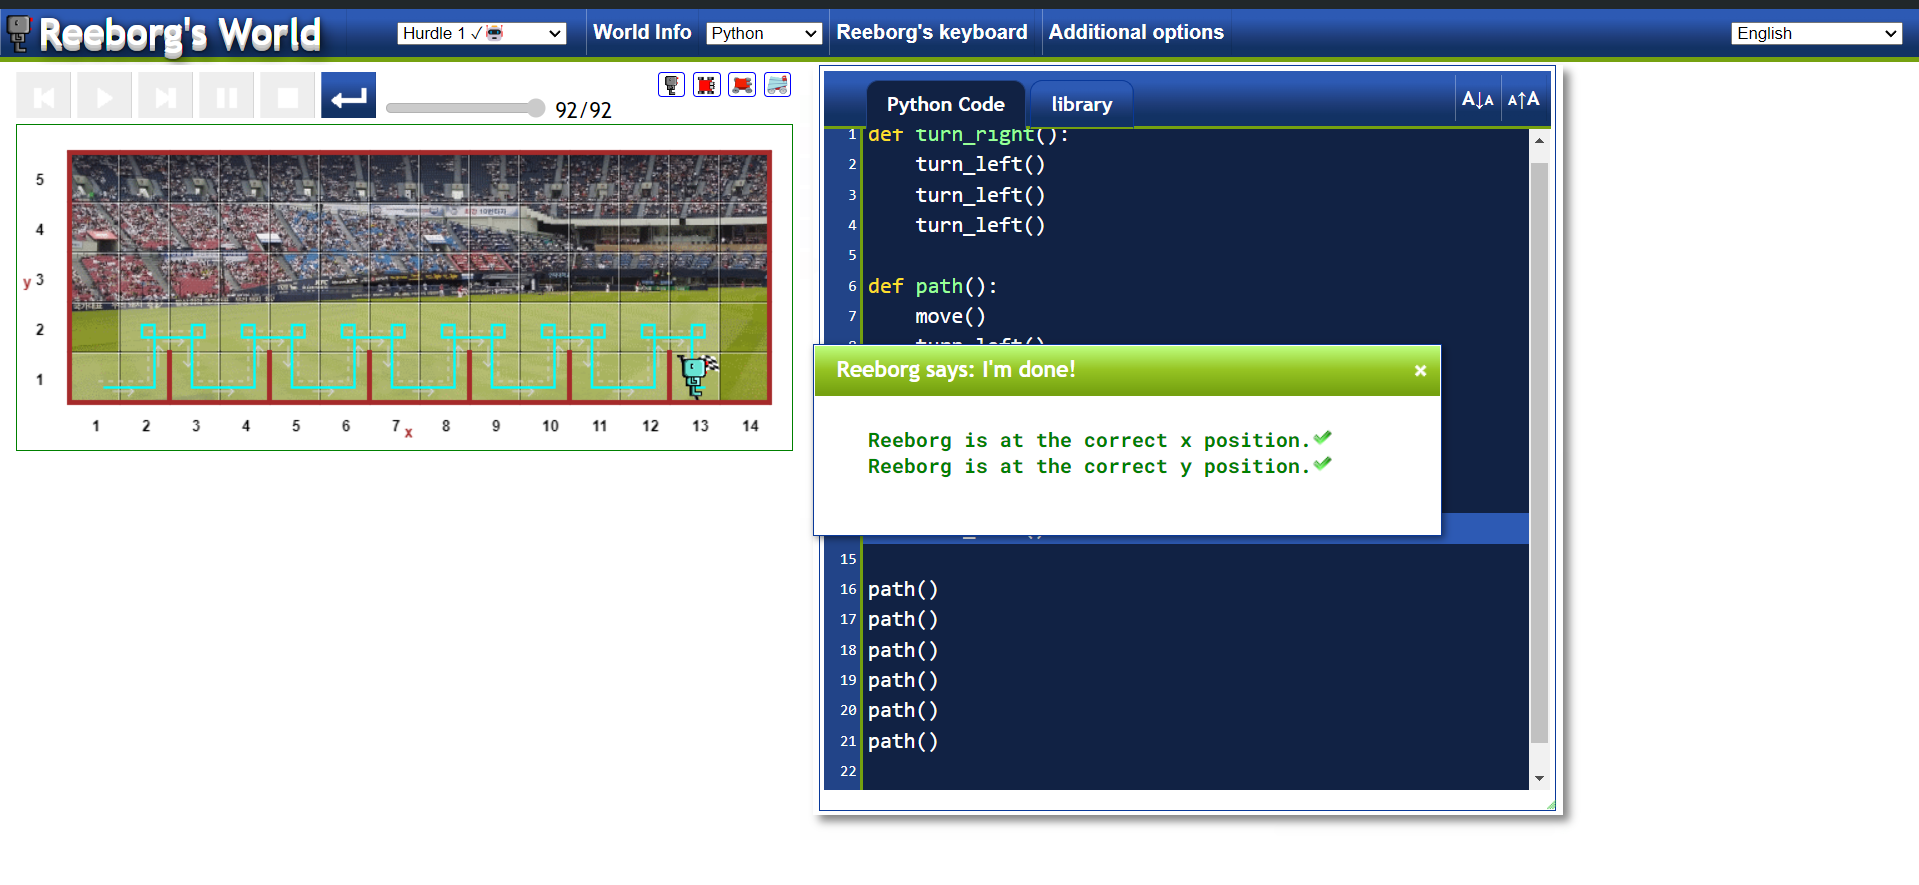 Reeborg's World
Hurdle 1 ✓
World Info
Python
Reeborg's keyboard
Additional options
English
92/92
Python Code
library
A↓A
A↑A
1 def turn_right():
2 turn_left()
3 turn_left()
4 turn_left()
5
6 def path():
7 move()
Reeborg says: I'm done!
×
Reeborg is at the correct x position.
Reeborg is at the correct y position.
15
16 path()
17 path()
18 path()
19 path()
20 path()
21 path()
22
5
4
y 3
2
1
1 2 3 4 5 6 7 8 9 10 11 12 13 14
x